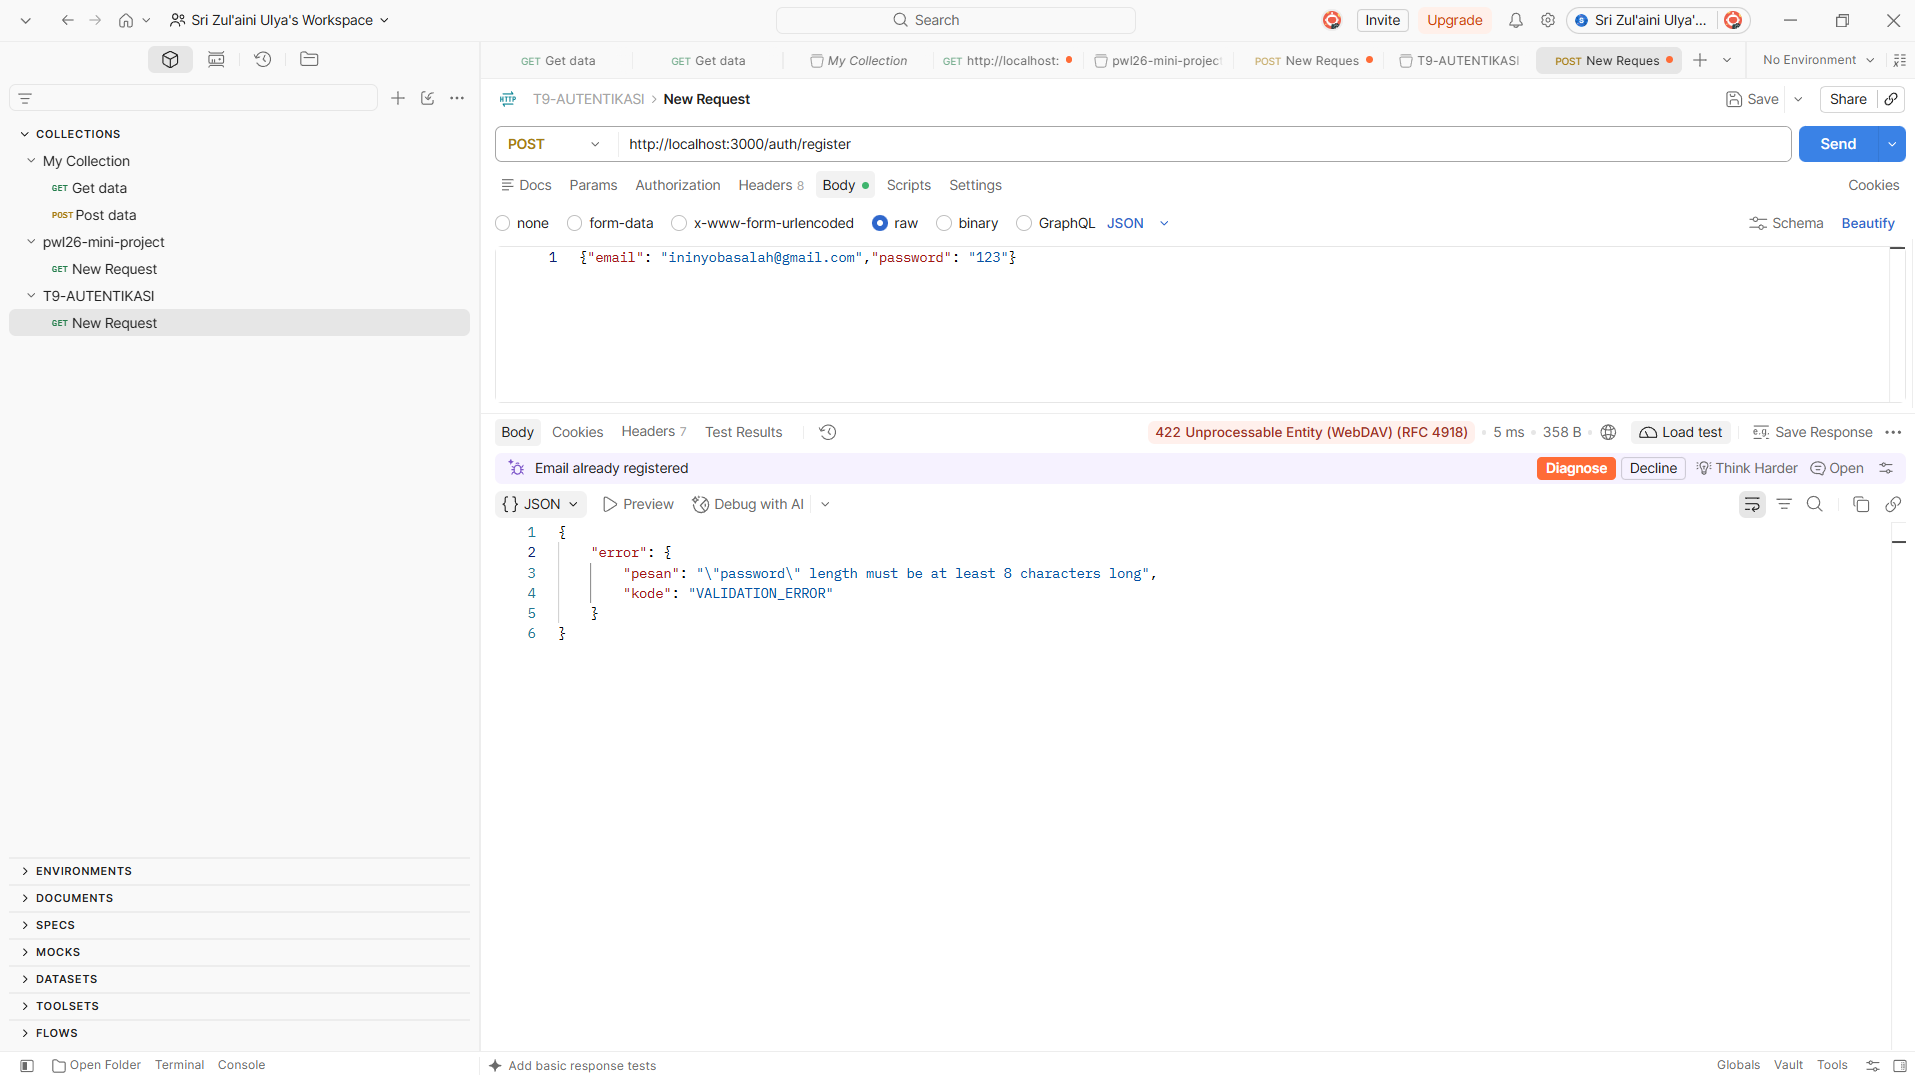 Sri Zul'aini Ulya's Workspace
Search
Invite
Upgrade
Sri Zul'aini Ulya'...
GET Get data
GET Get data
My Collection
GET http://localhost:
pwl26-mini-project
POST New Reques
T9-AUTENTIKASI
POST New Reques
No Environment
T9-AUTENTIKASI > New Request
Save
Share
COLLECTIONS
My Collection
GET Get data
POST Post data
pwl26-mini-project
GET New Request
T9-AUTENTIKASI
GET New Request
POST
http://localhost:3000/auth/register
Send
Docs
Params
Authorization
Headers 8
Body
Scripts
Settings
Cookies
none
form-data
x-www-form-urlencoded
raw
binary
GraphQL
JSON
Schema
Beautify
1 {"email": "ininyobasalah@gmail.com","password": "123"}
Body
Cookies
Headers 7
Test Results
422 Unprocessable Entity (WebDAV) (RFC 4918)
5 ms
358 B
Load test
e.g. Save Response
Email already registered
Diagnose
Decline
Think Harder
Open
{} JSON
Preview
Debug with AI
1 {
2 "error": {
3 "pesan": "\"password\" length must be at least 8 characters long",
4 "kode": "VALIDATION_ERROR"
5 }
6 }
ENVIRONMENTS
DOCUMENTS
SPECS
MOCKS
DATASETS
TOOLSETS
FLOWS
Open Folder
Terminal
Console
Add basic response tests
Globals
Vault
Tools